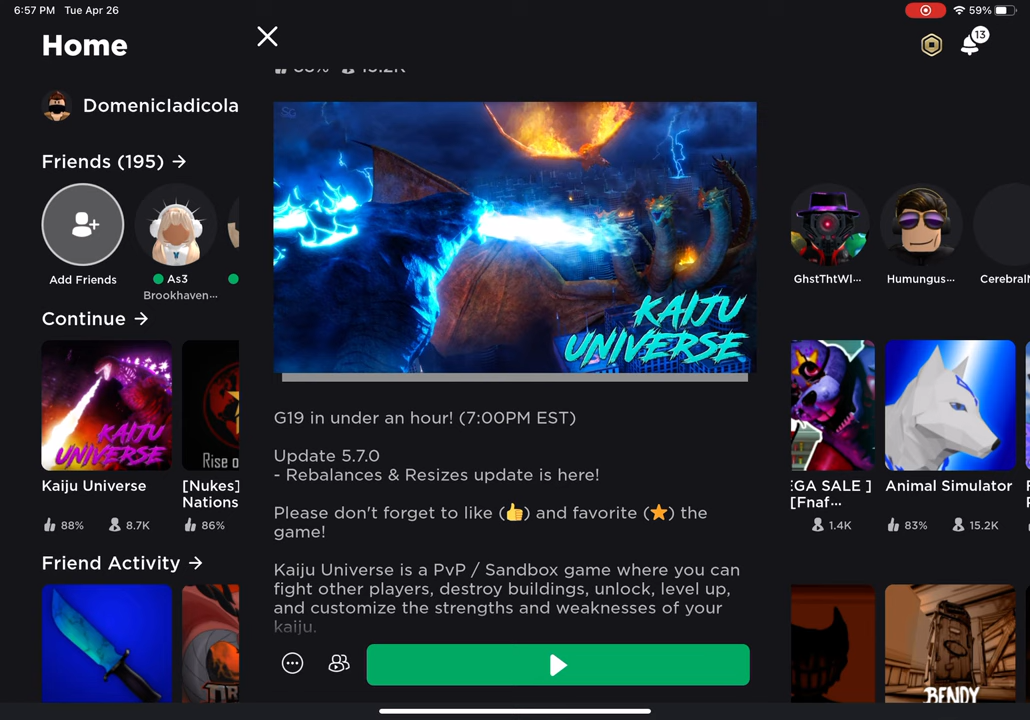 6:57 PM Tue Apr 26
59%
Home
13
DomenicIadicola
Friends (195) →
Add Friends
As3
Brookhaven...
GhstThtWl...
Humungus...
Continue →
SG
KAIJU
UNIVERSE
KAIJU
UNIVERSE
Rise o
Kaiju Universe
[Nukes]
Nations
88%
8.7K
86%
G19 in under an hour! (7:00PM EST)
Update 5.7.0
- Rebalances & Resizes update is here!
Please don't forget to like (👍) and favorite (⭐) the
game!
Kaiju Universe is a PvP / Sandbox game where you can
fight other players, destroy buildings, unlock, level up,
and customize the strengths and weaknesses of your
kaiju.
EGA SALE ]
[Fnaf...
1.4K
Animal Simulator
83%
15.2K
Friend Activity →
BENDY